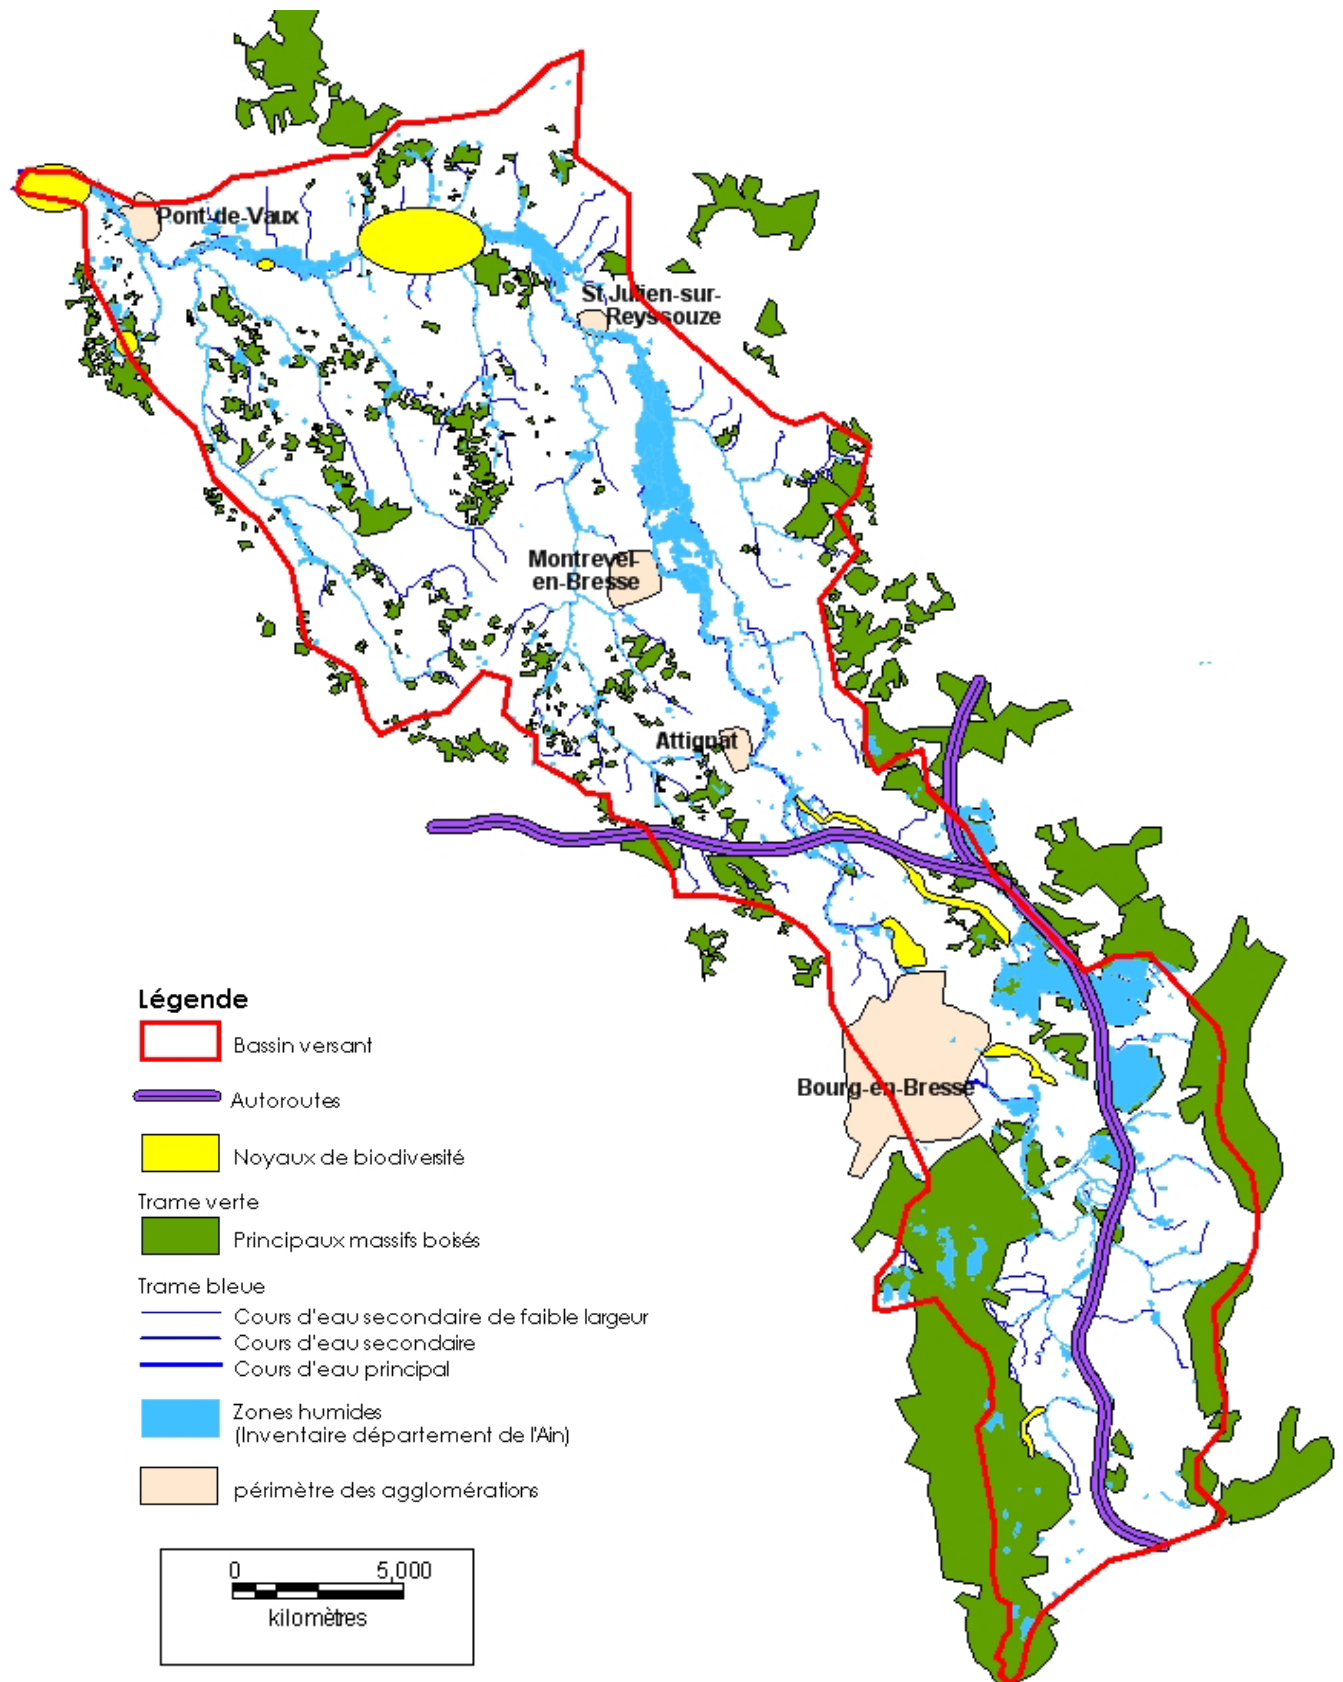 Pont-de-Vaux
St Julien-sur-
Reyssouze
Montrevel-
en-Bresse
Attignat
Bourg-en-Bresse
Légende
Bassin versant
Autoroutes
Noyaux de biodiversité
Trame verte
Principaux massifs boisés
Trame bleue
Cours d'eau secondaire de faible largeur
Cours d'eau secondaire
Cours d'eau principal
Zones humides
(Inventaire département de l'Ain)
périmètre des agglomérations
0 5,000
kilomètres